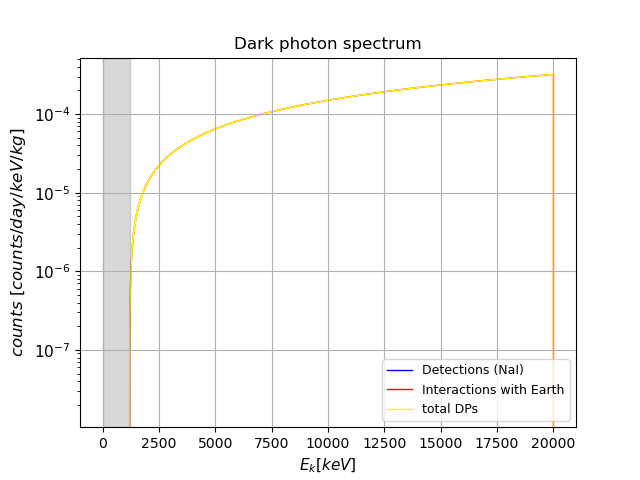 Dark photon spectrum
counts [counts/day/keV/kg]
10⁻⁴
10⁻⁵
10⁻⁶
10⁻⁷
Detections (NaI)
Interactions with Earth
total DPs
0 2500 5000 7500 10000 12500 15000 17500 20000
E_k[keV]